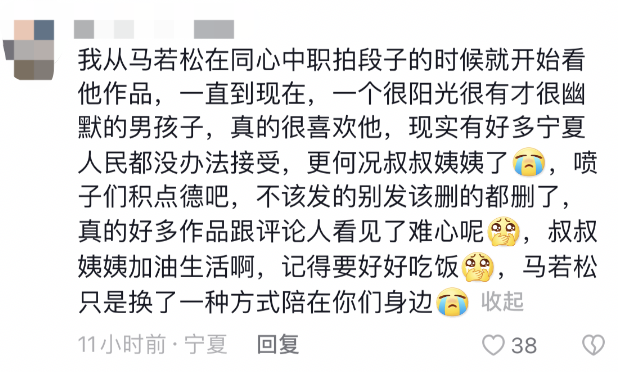 我从马若松在同心中职拍段子的时候就开始看
他作品，一直到现在，一个很阳光很有才很幽
默的男孩子，真的很喜欢他，现实有好多宁夏
人民都没办法接受，更何况叔叔姨姨了😭，喷
子们积点德吧，不该发的别发该删的都删了，
真的好多作品跟评论人看见了难心呢🥹，叔叔
姨姨加油生活啊，记得要好好吃饭🥹，马若松
只是换了一种方式陪在你们身边😭 收起
11小时前·宁夏 回复 38